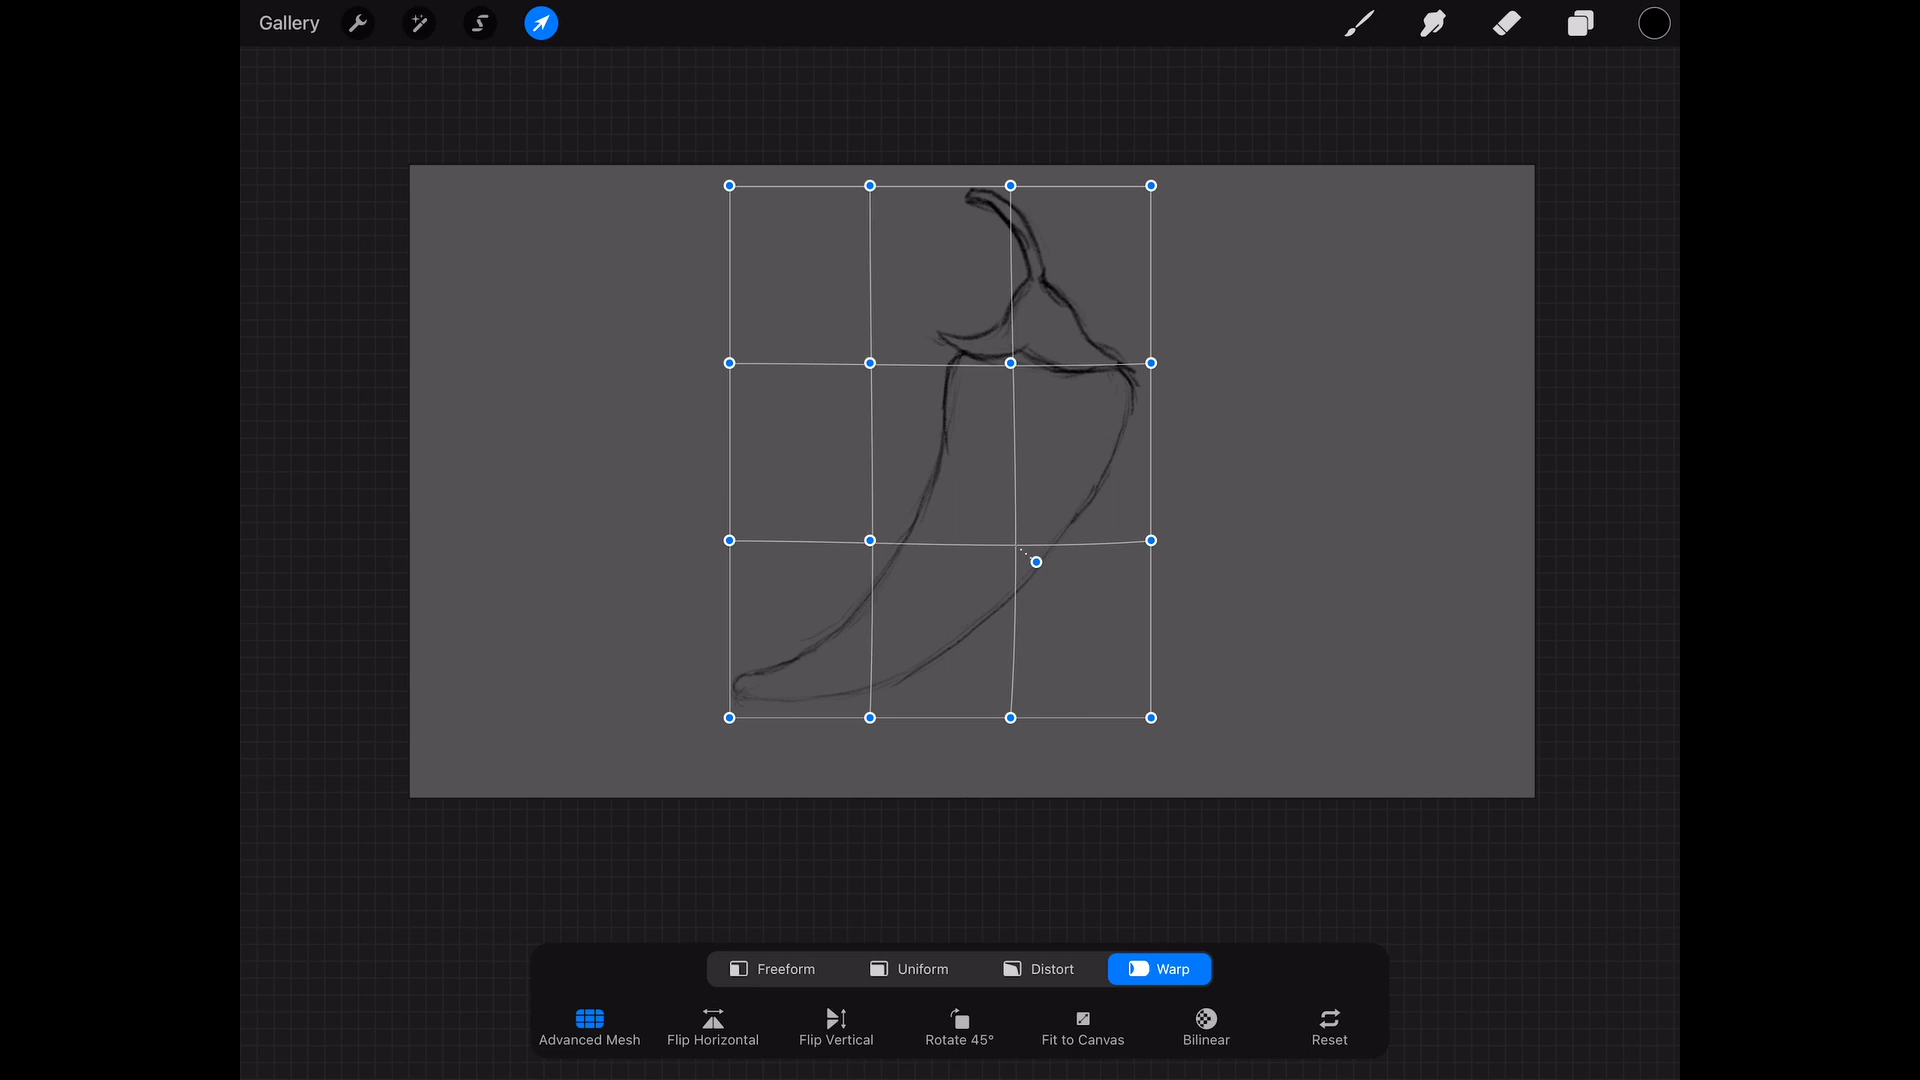 Gallery
Freeform Uniform Distort Warp
Advanced Mesh Flip Horizontal Flip Vertical Rotate 45° Fit to Canvas Bilinear Reset